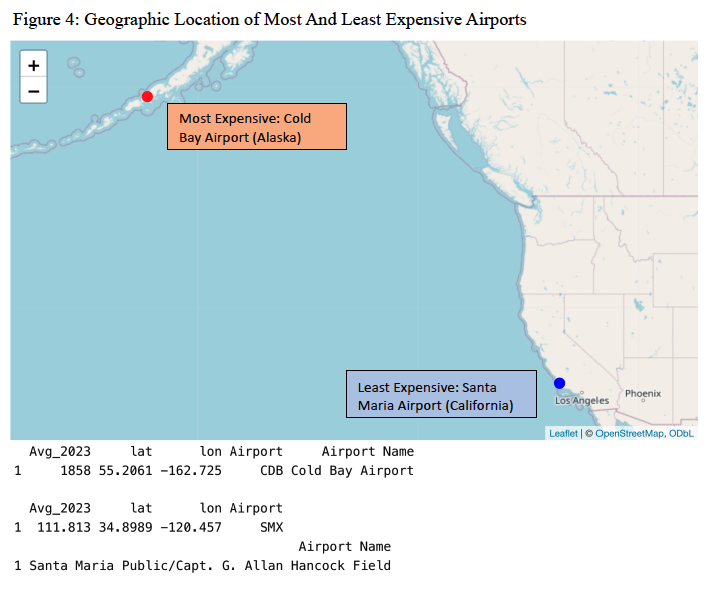 Figure 4: Geographic Location of Most And Least Expensive Airports
+
−
Most Expensive: Cold
Bay Airport (Alaska)
Least Expensive: Santa
Maria Airport (California)
Los Angeles
Phoenix
Leaflet | © OpenStreetMap, ODbL
Avg_2023 lat lon Airport Airport Name
1 1858 55.2061 -162.725 CDB Cold Bay Airport
Avg_2023 lat lon Airport
1 111.813 34.8989 -120.457 SMX
Airport Name
1 Santa Maria Public/Capt. G. Allan Hancock Field